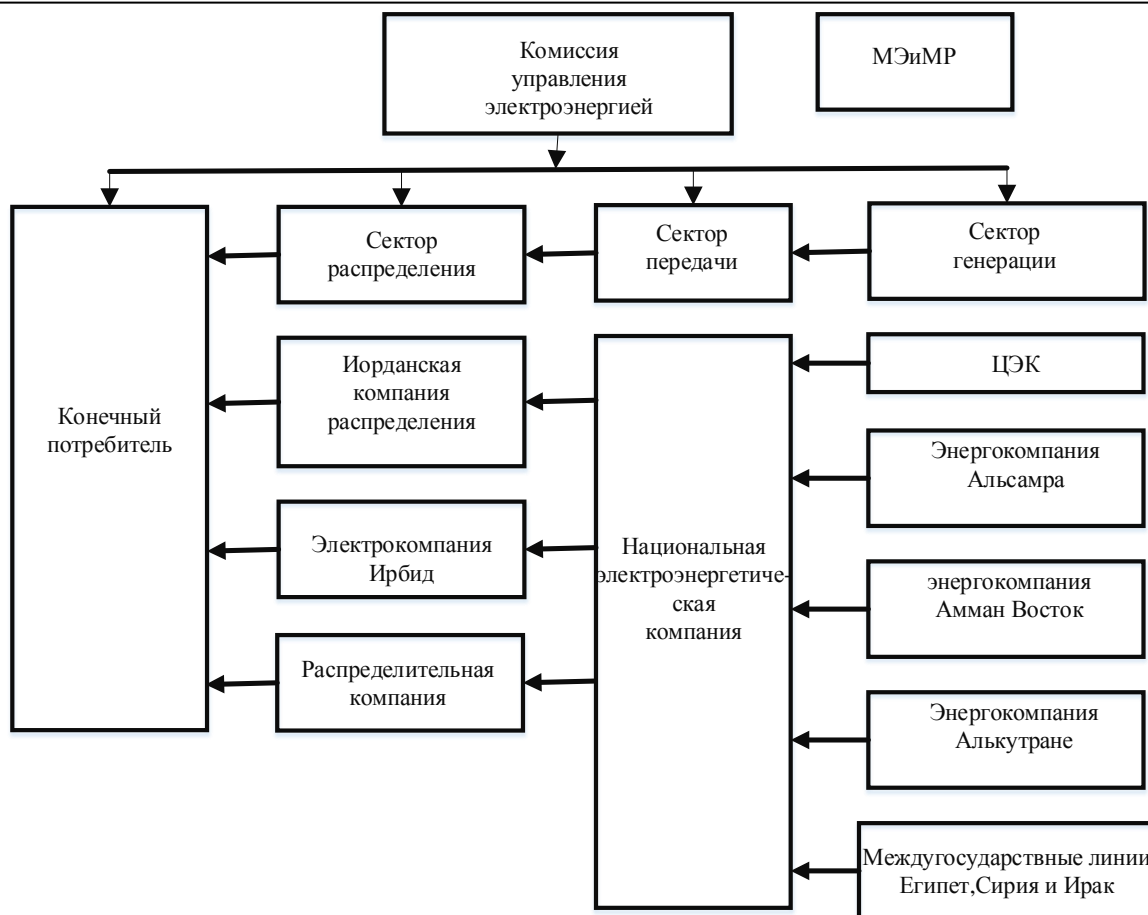 Комиссия
управления
электроэнергией
МЭиМР
Конечный
потребитель
Сектор
распределения
Сектор
передачи
Сектор
генерации
Иорданская
компания
распределения
Электрокомпания
Ирбид
Распределительная
компания
Национальная
электроэнергетиче-
ская
компания
ЦЭК
Энергокомпания
Альсамра
энергокомпания
Амман Восток
Энергокомпания
Алькутране
Междугосударствные линии
Египет,Сирия и Ирак